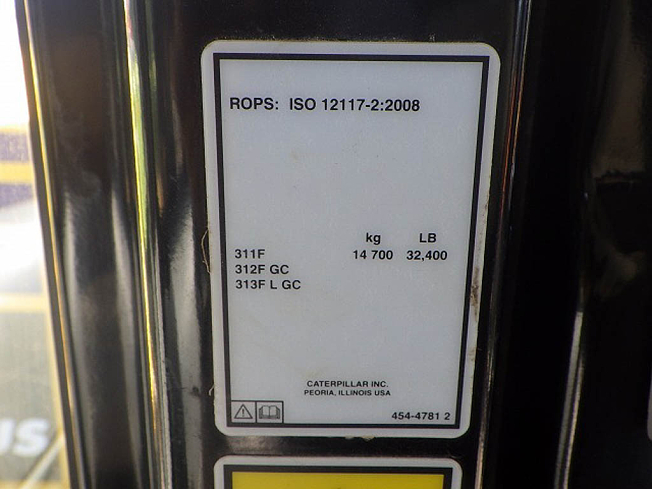 ROPS: ISO 12117-2:2008
kg LB
311F 14 700 32,400
312F GC
313F L GC
CATERPILLAR INC.
PEORIA, ILLINOIS USA
454-4781 2
US